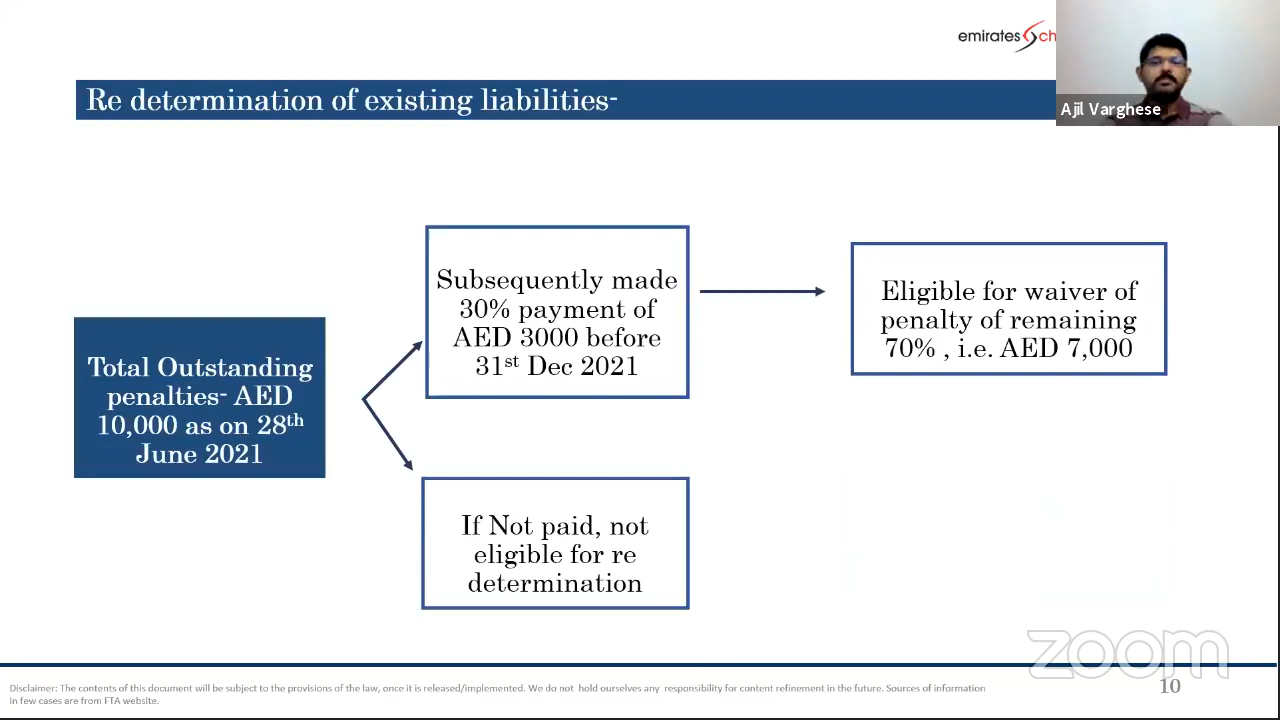 emirates ch
Ajil Varghese
Re determination of existing liabilities-
Total Outstanding
penalties- AED
10,000 as on 28th
June 2021
Subsequently made
30% payment of
AED 3000 before
31st Dec 2021
Eligible for waiver of
penalty of remaining
70% , i.e. AED 7,000
If Not paid, not
eligible for re
determination
zoom
Disclaimer: The contents of this document will be subject to the provisions of the law, once it is released/implemented. We do not hold ourselves any responsibility for content refinement in the future. Sources of information
in few cases are from FTA website.
10